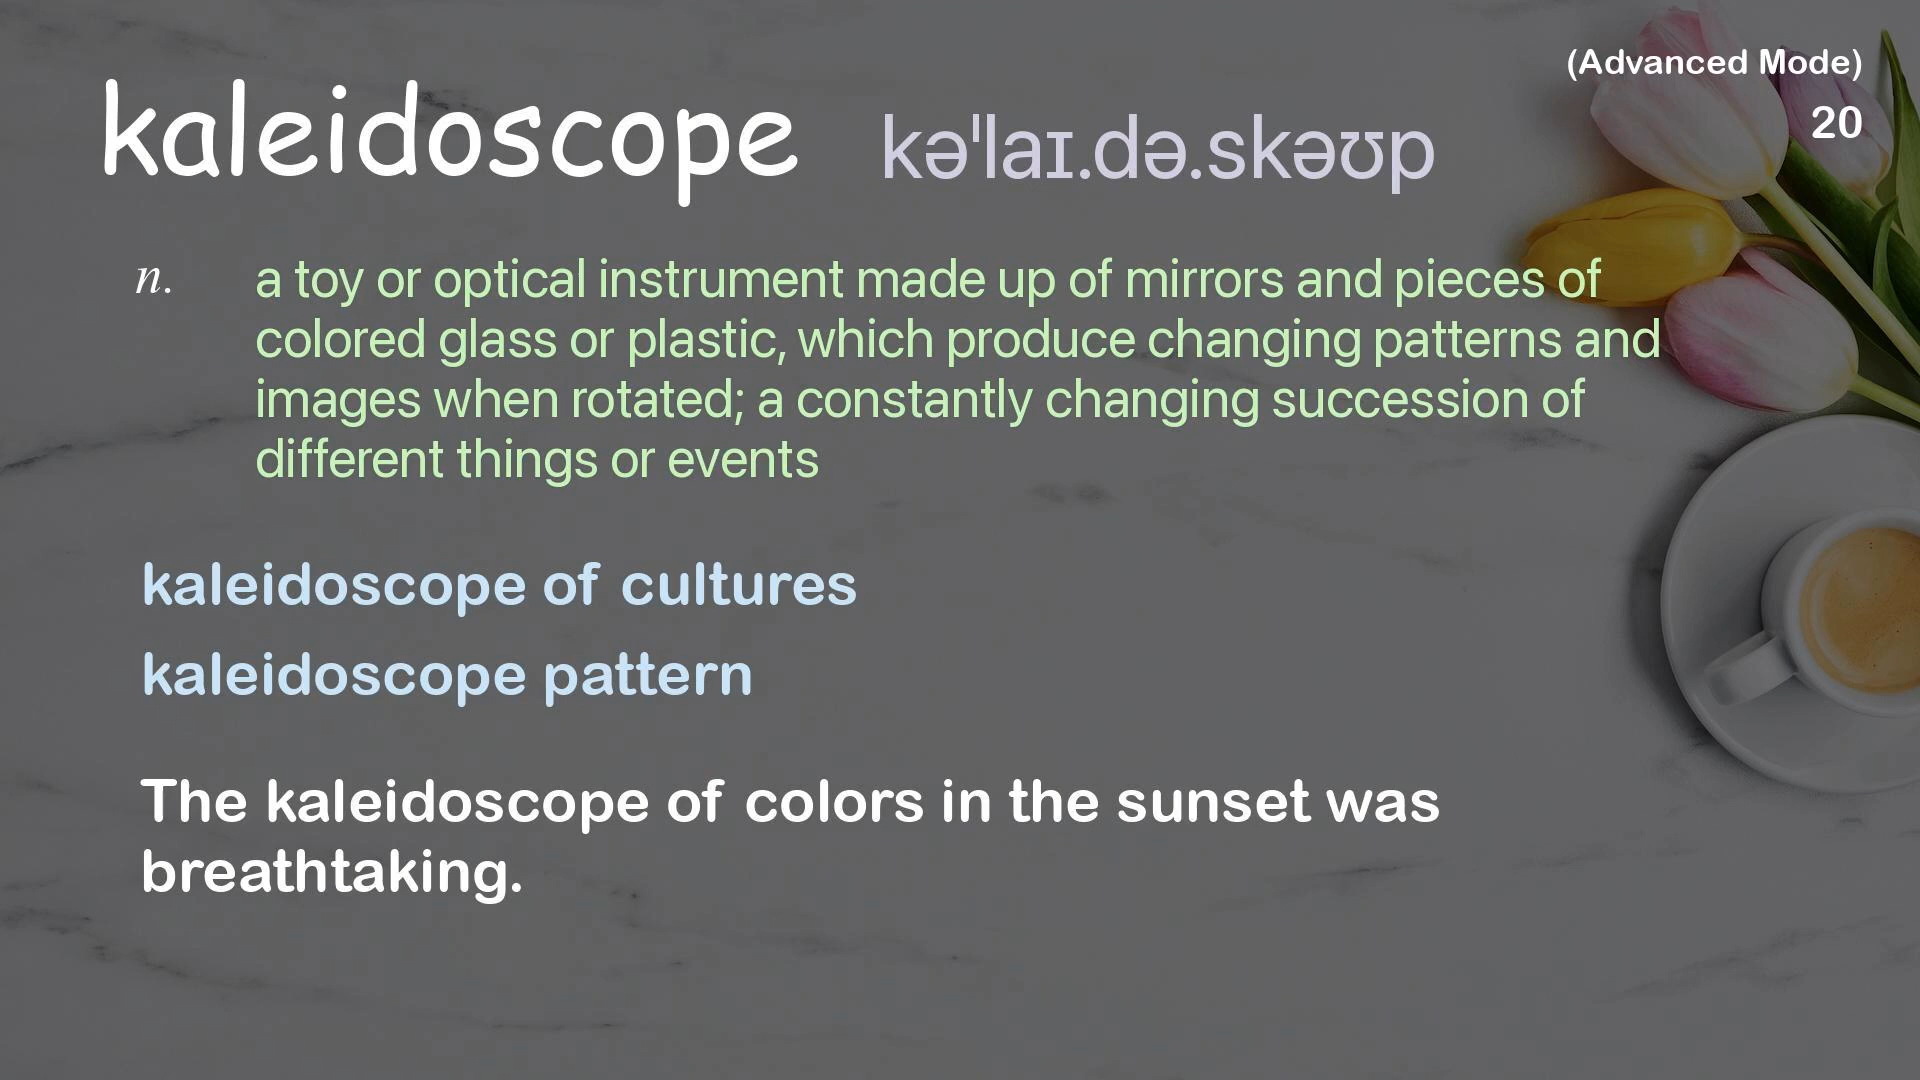 (Advanced Mode)
kaleidoscope kə'laɪ.də.skəʊp
20
n. a toy or optical instrument made up of mirrors and pieces of
colored glass or plastic, which produce changing patterns and
images when rotated; a constantly changing succession of
different things or events
kaleidoscope of cultures
kaleidoscope pattern
The kaleidoscope of colors in the sunset was
breathtaking.